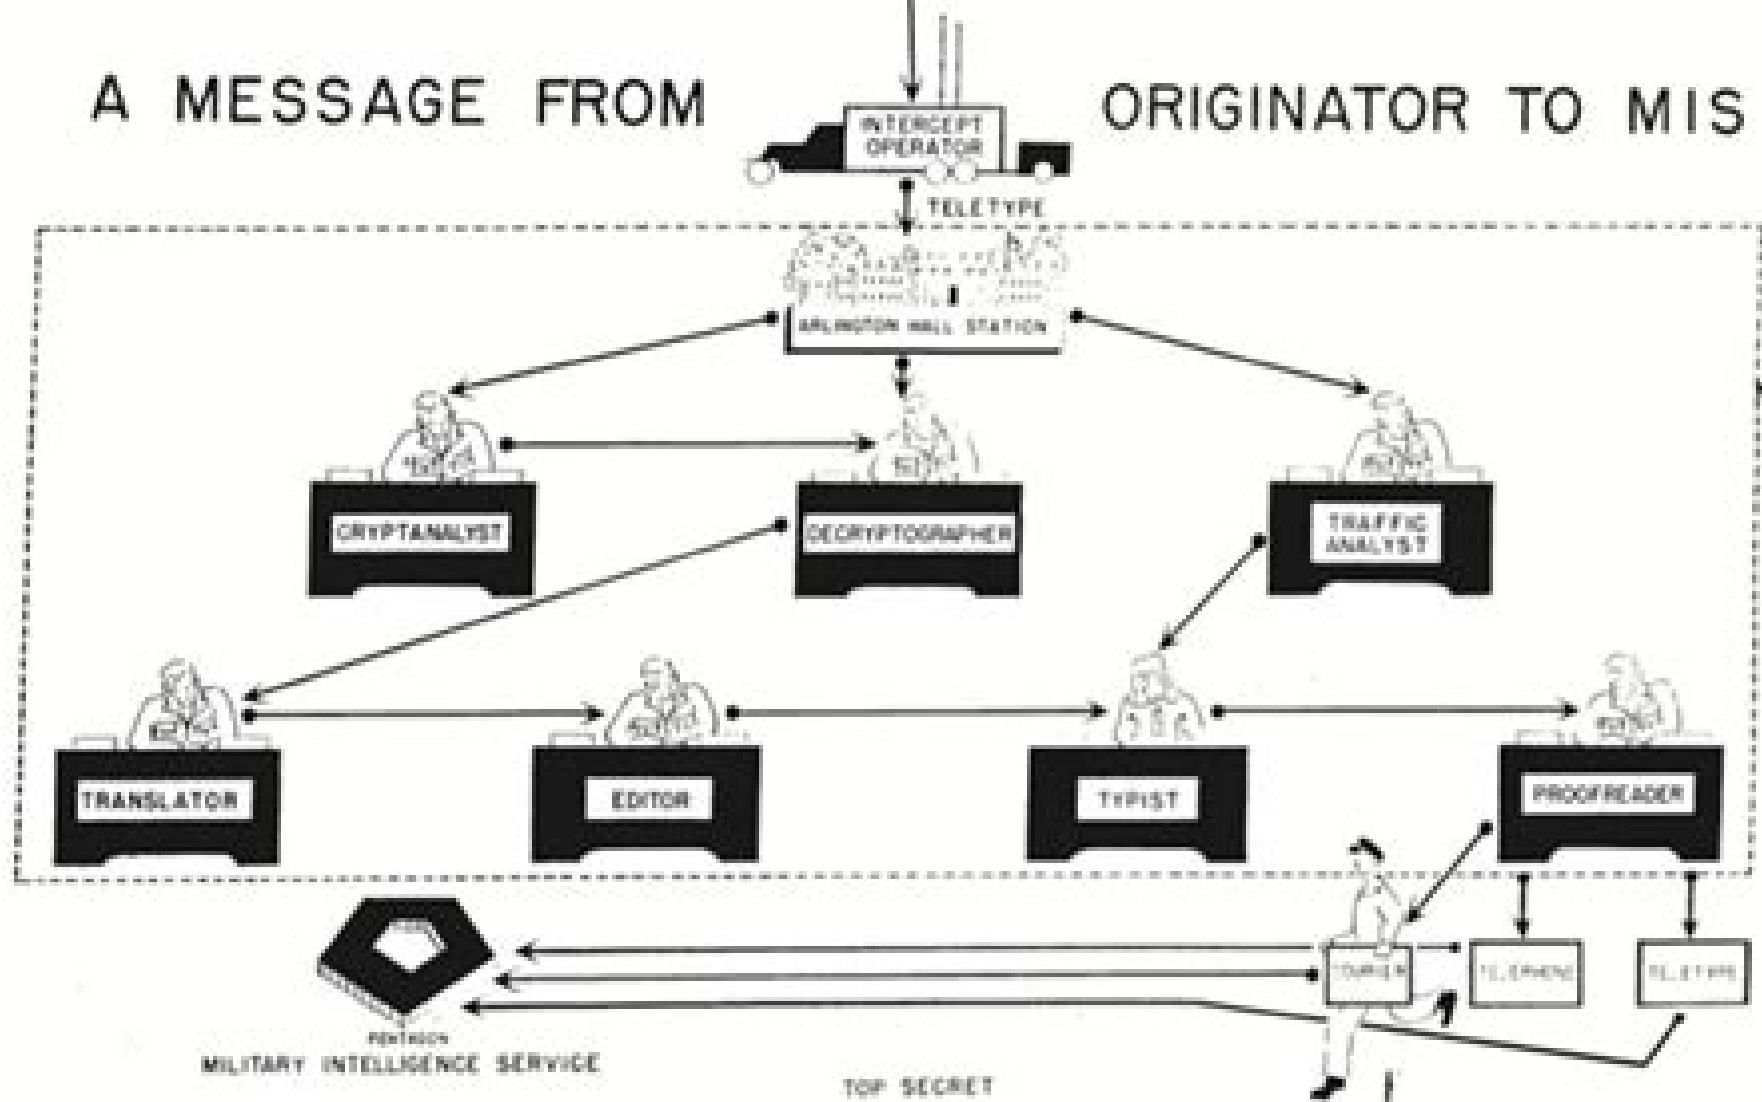 A MESSAGE FROM ORIGINATOR TO MIS
INTERCEPT
OPERATOR
TELETYPE
ARLINGTON HALL STATION
CRYPTANALYST
DECRYPTOGRAPHER
TRAFFIC
ANALYST
TRANSLATOR
EDITOR
TYPIST
PROOFREADER
COURIER
TELEPHONE
TELETYPE
PENTAGON
MILITARY INTELLIGENCE SERVICE
TOP SECRET